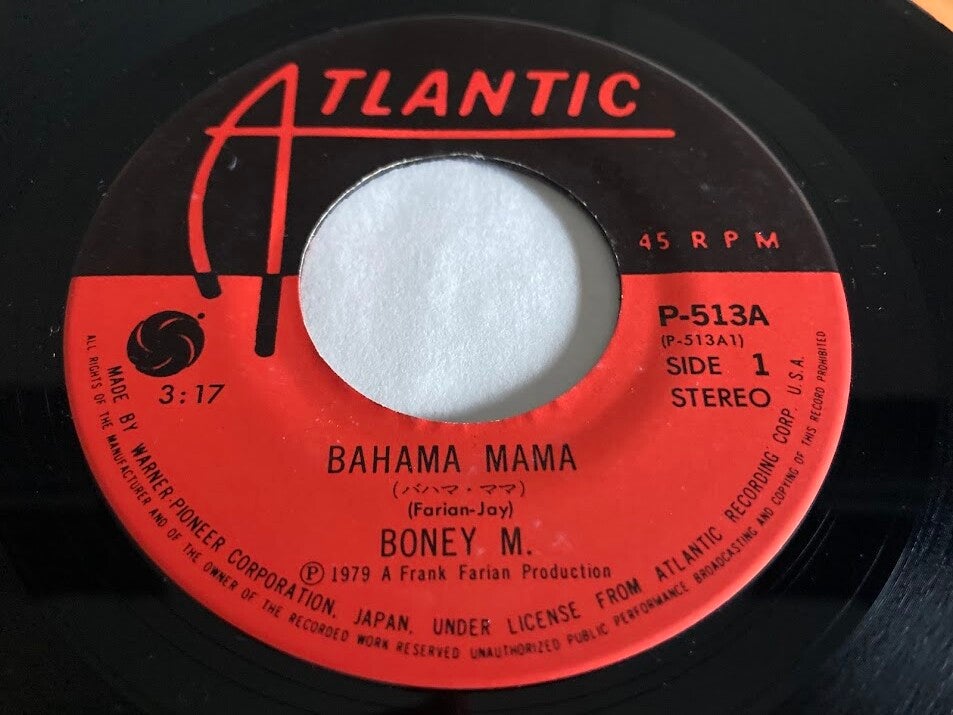 ATLANTIC
45 RPM
P-513A
(P-513A1)
SIDE 1
STEREO
3:17
BAHAMA MAMA
(バハマ・ママ)
(Farian-Jay)
BONEY M.
Ⓟ 1979 A Frank Farian Production
MADE BY WARNER-PIONEER CORPORATION, JAPAN, UNDER LICENSE FROM ATLANTIC RECORDING CORP. U.S.A.
ALL RIGHTS OF THE MANUFACTURER AND OF THE OWNER OF THE RECORDED WORK RESERVED UNAUTHORIZED PUBLIC PERFORMANCE BROADCASTING AND COPYING OF THIS RECORD PROHIBITED